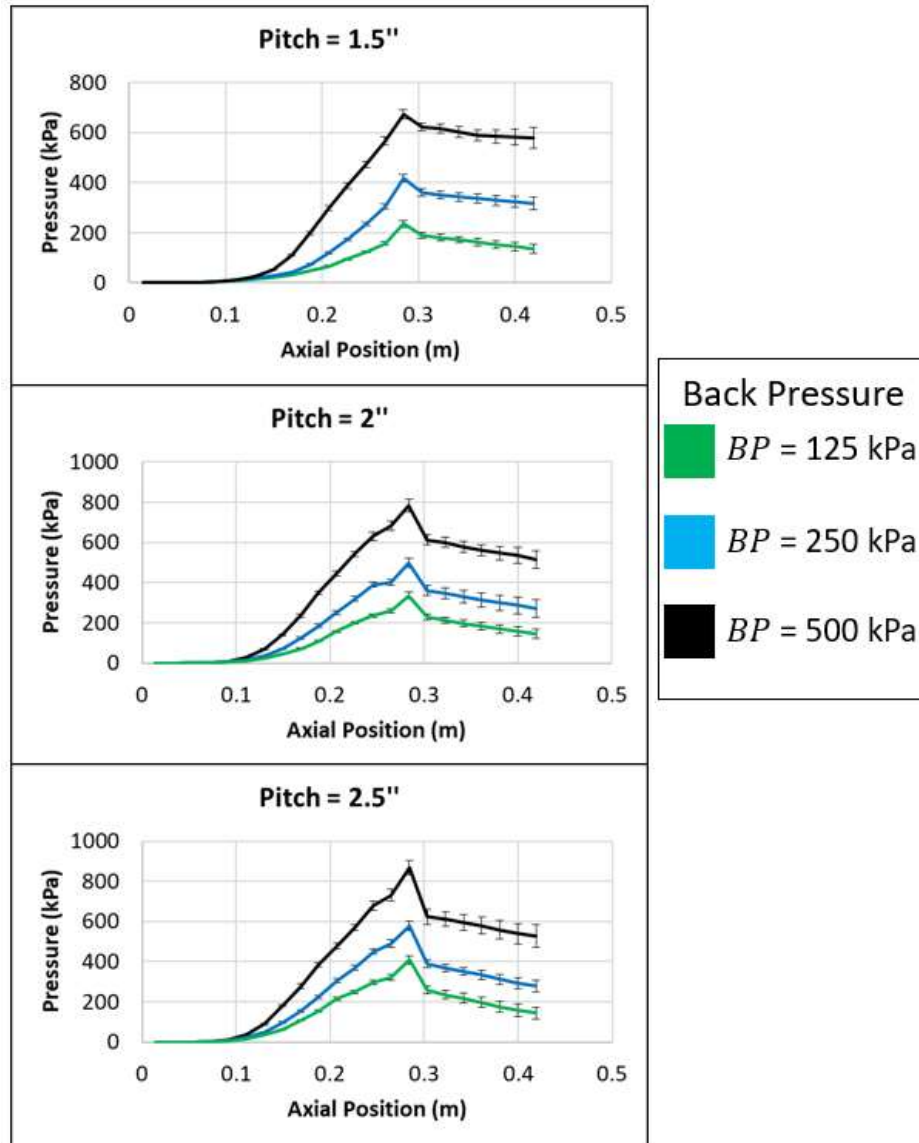 Pitch = 1.5''
800
600
400
200
0
Pressure (kPa)
0 0.1 0.2 0.3 0.4 0.5
Axial Position (m)
Pitch = 2''
1000
800
600
400
200
0
Pressure (kPa)
0 0.1 0.2 0.3 0.4 0.5
Axial Position (m)
Pitch = 2.5''
1000
800
600
400
200
0
Pressure (kPa)
0 0.1 0.2 0.3 0.4 0.5
Axial Position (m)
Back Pressure
BP = 125 kPa
BP = 250 kPa
BP = 500 kPa